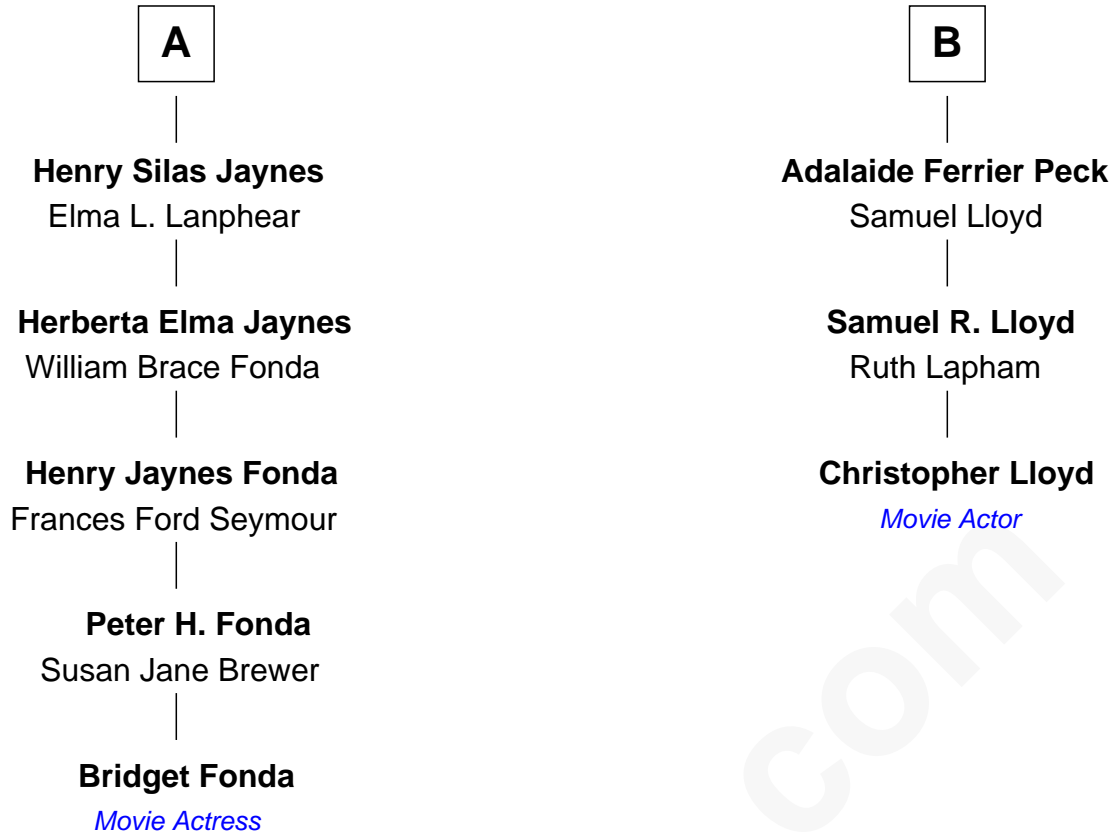 A
Henry Silas Jaynes
Elma L. Lanphear
Herberta Elma Jaynes
William Brace Fonda
Henry Jaynes Fonda
Frances Ford Seymour
Peter H. Fonda
Susan Jane Brewer
Bridget Fonda
Movie Actress
B
Adalaide Ferrier Peck
Samuel Lloyd
Samuel R. Lloyd
Ruth Lapham
Christopher Lloyd
Movie Actor
com